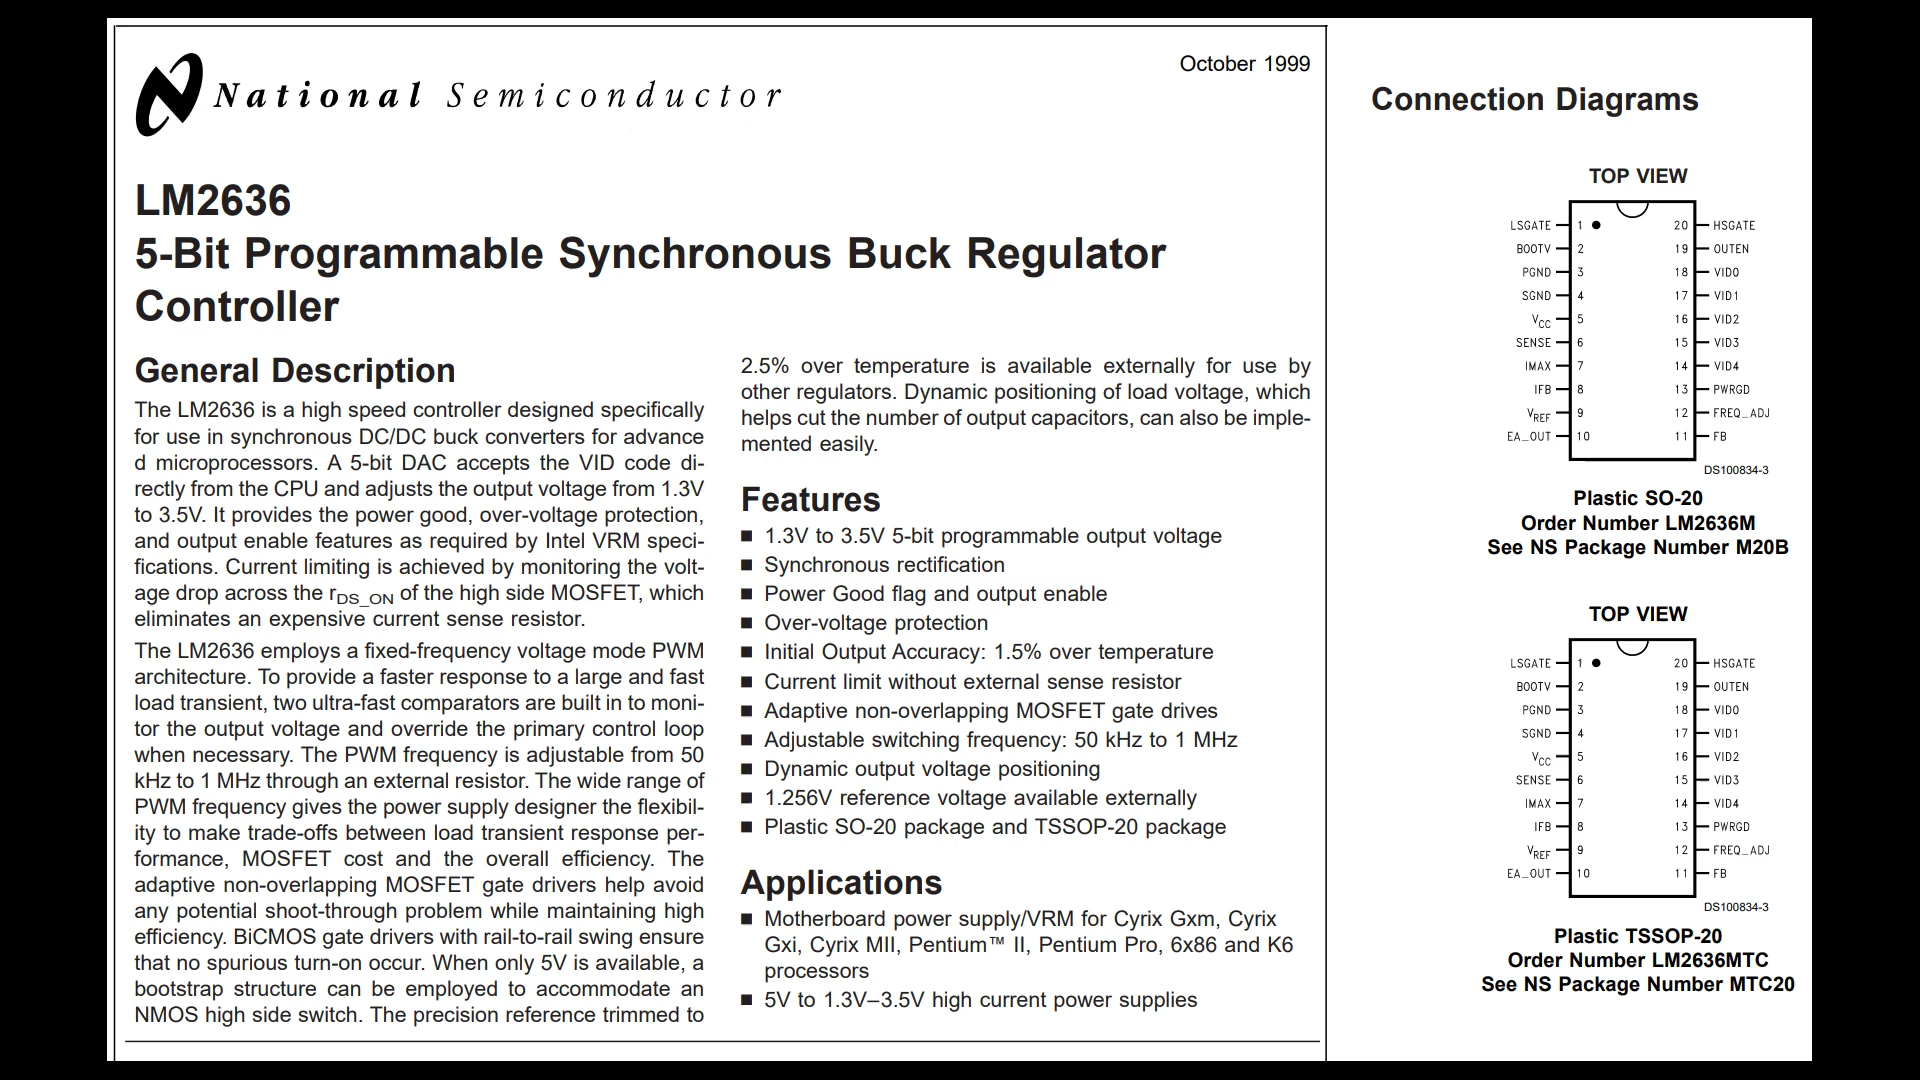 National Semiconductor
October 1999
LM2636
5-Bit Programmable Synchronous Buck Regulator
Controller
General Description
The LM2636 is a high speed controller designed specifically
for use in synchronous DC/DC buck converters for advance
d microprocessors. A 5-bit DAC accepts the VID code di-
rectly from the CPU and adjusts the output voltage from 1.3V
to 3.5V. It provides the power good, over-voltage protection,
and output enable features as required by Intel VRM speci-
fications. Current limiting is achieved by monitoring the volt-
age drop across the rDS_ON of the high side MOSFET, which
eliminates an expensive current sense resistor.
The LM2636 employs a fixed-frequency voltage mode PWM
architecture. To provide a faster response to a large and fast
load transient, two ultra-fast comparators are built in to moni-
tor the output voltage and override the primary control loop
when necessary. The PWM frequency is adjustable from 50
kHz to 1 MHz through an external resistor. The wide range of
PWM frequency gives the power supply designer the flexibil-
ity to make trade-offs between load transient response per-
formance, MOSFET cost and the overall efficiency. The
adaptive non-overlapping MOSFET gate drivers help avoid
any potential shoot-through problem while maintaining high
efficiency. BiCMOS gate drivers with rail-to-rail swing ensure
that no spurious turn-on occur. When only 5V is available, a
bootstrap structure can be employed to accommodate an
NMOS high side switch. The precision reference trimmed to
2.5% over temperature is available externally for use by
other regulators. Dynamic positioning of load voltage, which
helps cut the number of output capacitors, can also be imple-
mented easily.
Features
■ 1.3V to 3.5V 5-bit programmable output voltage
■ Synchronous rectification
■ Power Good flag and output enable
■ Over-voltage protection
■ Initial Output Accuracy: 1.5% over temperature
■ Current limit without external sense resistor
■ Adaptive non-overlapping MOSFET gate drives
■ Adjustable switching frequency: 50 kHz to 1 MHz
■ Dynamic output voltage positioning
■ 1.256V reference voltage available externally
■ Plastic SO-20 package and TSSOP-20 package
Applications
■ Motherboard power supply/VRM for Cyrix Gxm, Cyrix
Gxi, Cyrix MII, Pentium™ II, Pentium Pro, 6x86 and K6
processors
■ 5V to 1.3V–3.5V high current power supplies
Connection Diagrams
TOP VIEW
LSGATE 1 20 HSGATE
BOOTV 2 19 OUTEN
PGND 3 18 VID0
SGND 4 17 VID1
VCC 5 16 VID2
SENSE 6 15 VID3
IMAX 7 14 VID4
IFB 8 13 PWRGD
VREF 9 12 FREQ_ADJ
EA_OUT 10 11 FB
DS100834-3
Plastic SO-20
Order Number LM2636M
See NS Package Number M20B
TOP VIEW
LSGATE 1 20 HSGATE
BOOTV 2 19 OUTEN
PGND 3 18 VID0
SGND 4 17 VID1
VCC 5 16 VID2
SENSE 6 15 VID3
IMAX 7 14 VID4
IFB 8 13 PWRGD
VREF 9 12 FREQ_ADJ
EA_OUT 10 11 FB
DS100834-3
Plastic TSSOP-20
Order Number LM2636MTC
See NS Package Number MTC20